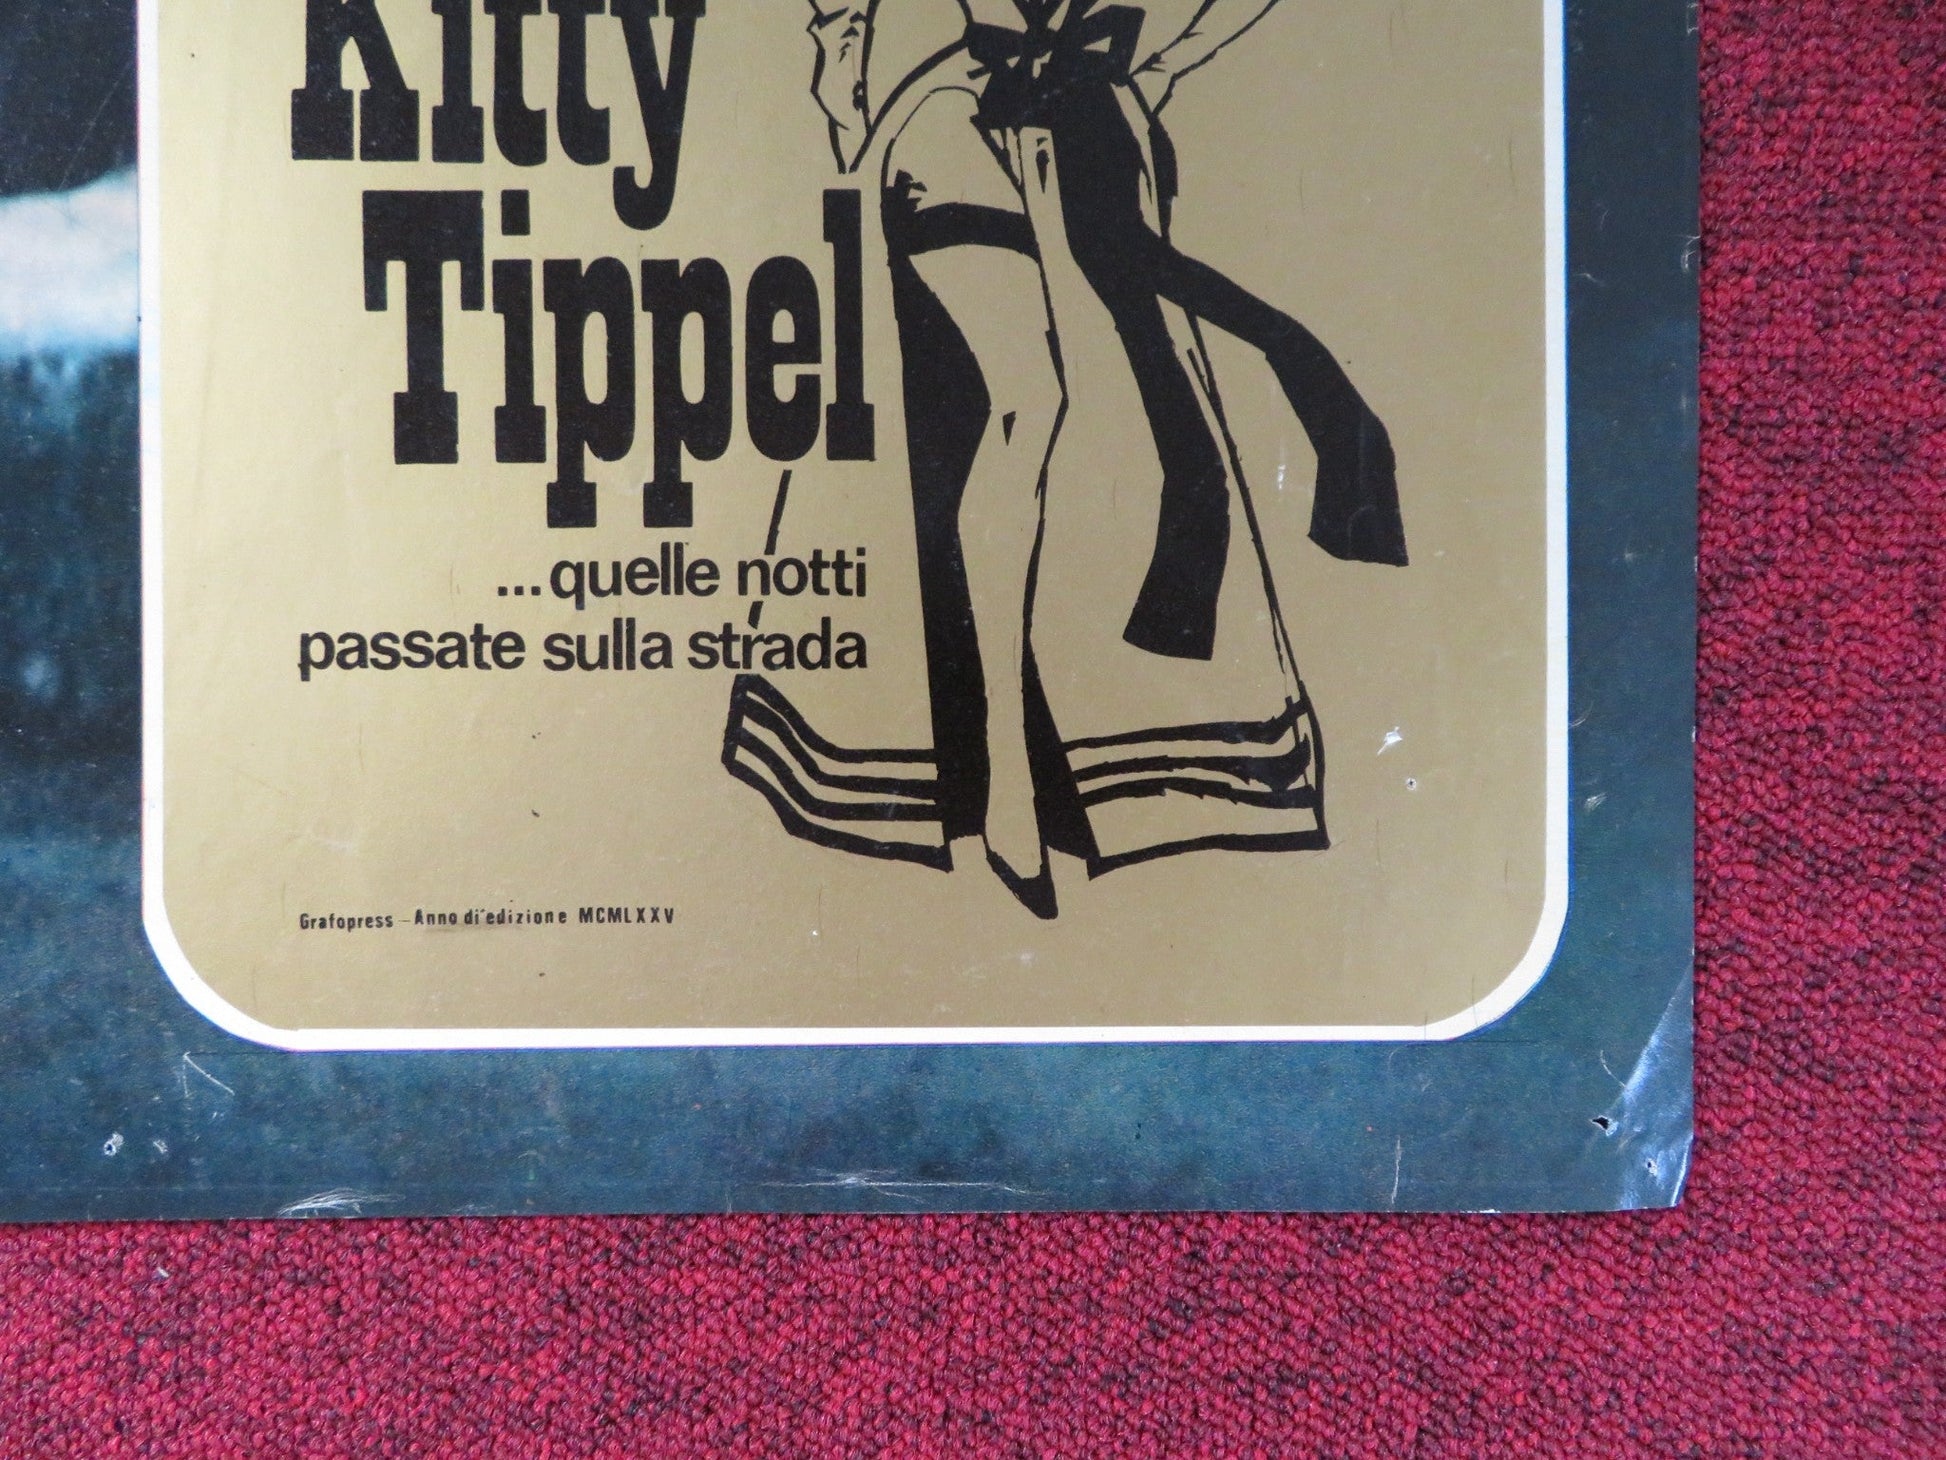 Kitty
Tippel
...quelle notti
passate sulla strada
Grafopress - Anno di edizione MCMLXXV